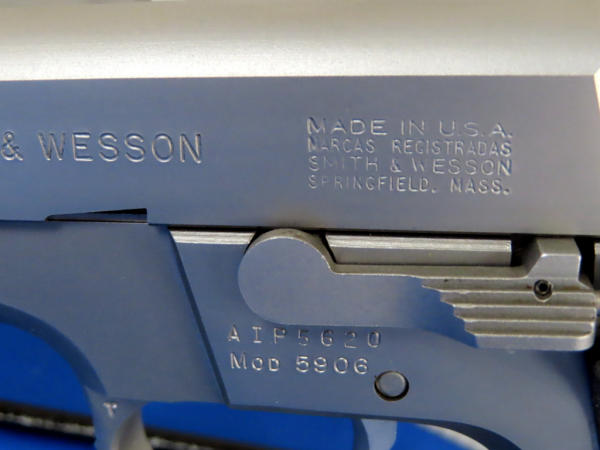 & WESSON
MADE IN U.S.A.
MARCAS REGISTRADAS
SMITH & WESSON
SPRINGFIELD. MASS.
AIP5620
MOD 5906